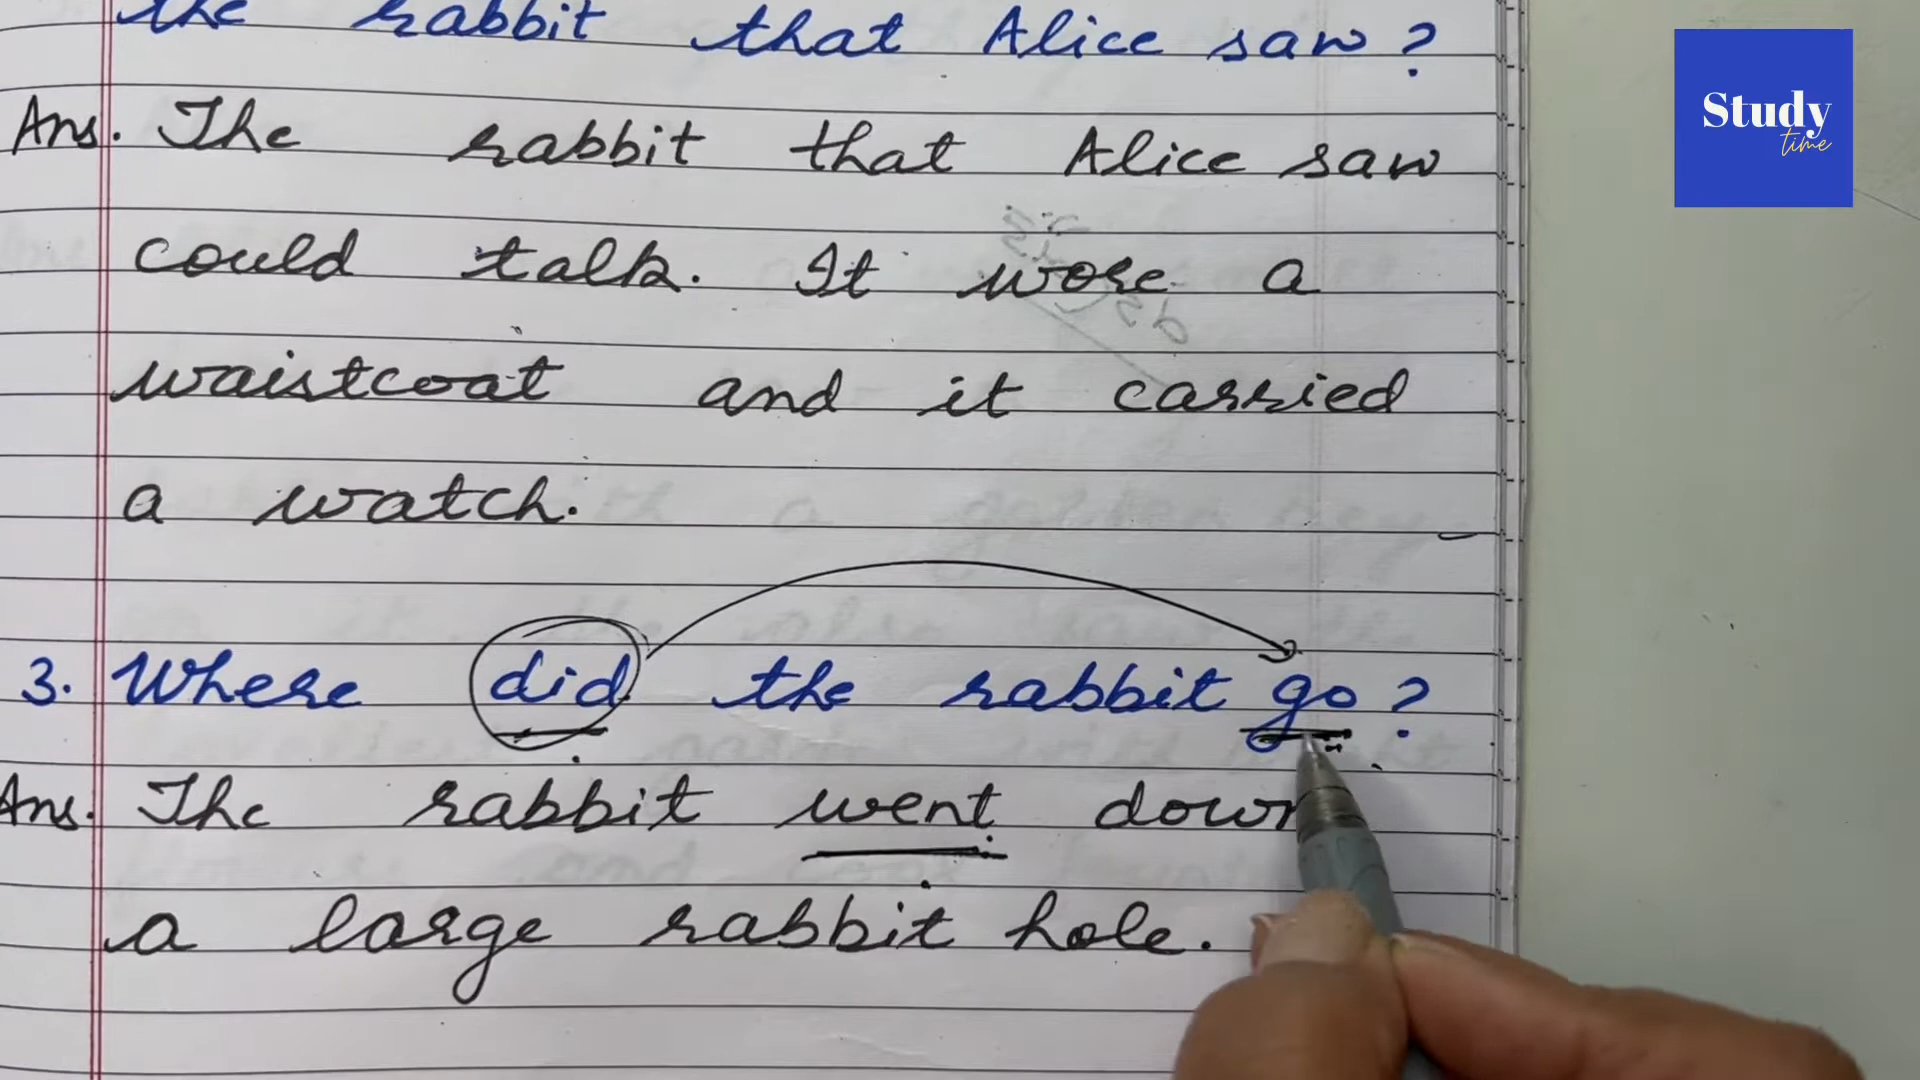 the rabbit that Alice saw?
Ans. The rabbit that Alice saw
could talk. It wore a
waistcoat and it carried
a watch.
3. Where did the rabbit go?
Ans. The rabbit went down
a large rabbit hole.
Study
time